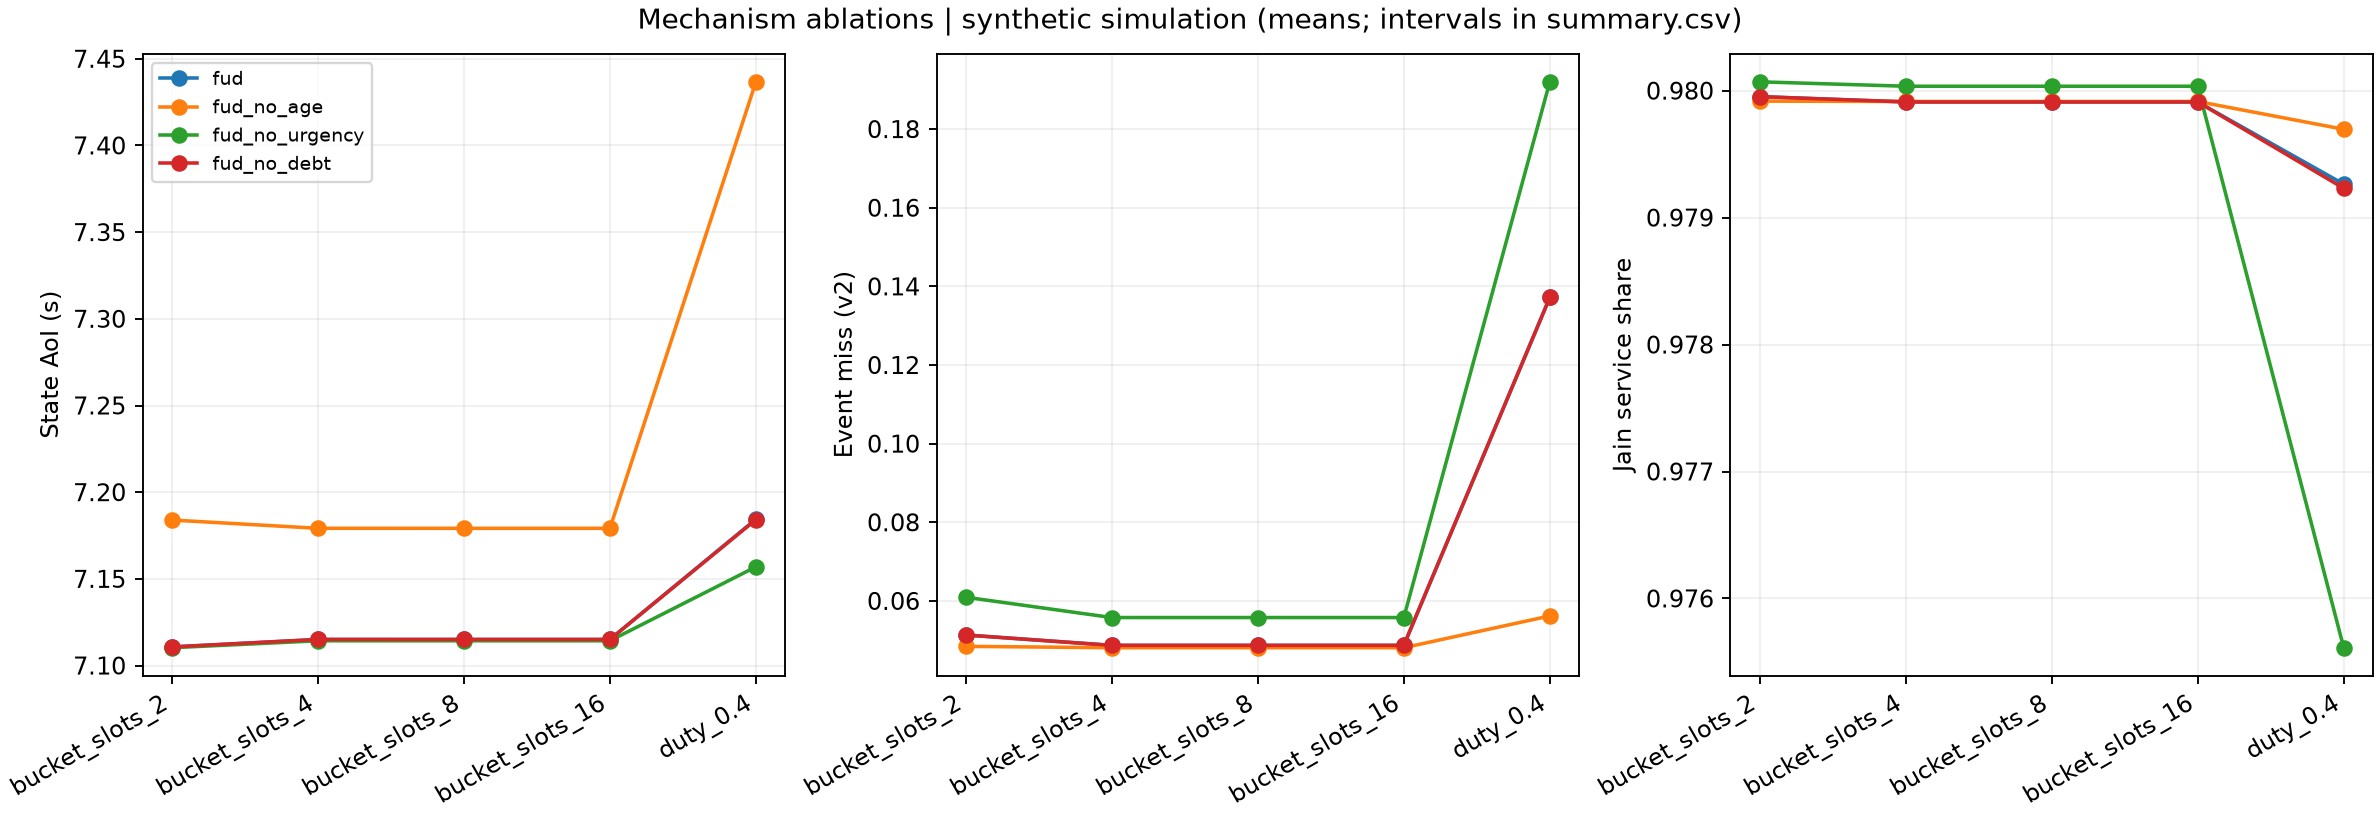 Mechanism ablations | synthetic simulation (means; intervals in summary.csv)
State AoI (s)
7.45
7.40
7.35
7.30
7.25
7.20
7.15
7.10
fud
fud_no_age
fud_no_urgency
fud_no_debt
bucket_slots_2
bucket_slots_4
bucket_slots_8
bucket_slots_16
duty_0.4
Event miss (v2)
0.18
0.16
0.14
0.12
0.10
0.08
0.06
bucket_slots_2
bucket_slots_4
bucket_slots_8
bucket_slots_16
duty_0.4
Jain service share
0.980
0.979
0.978
0.977
0.976
bucket_slots_2
bucket_slots_4
bucket_slots_8
bucket_slots_16
duty_0.4